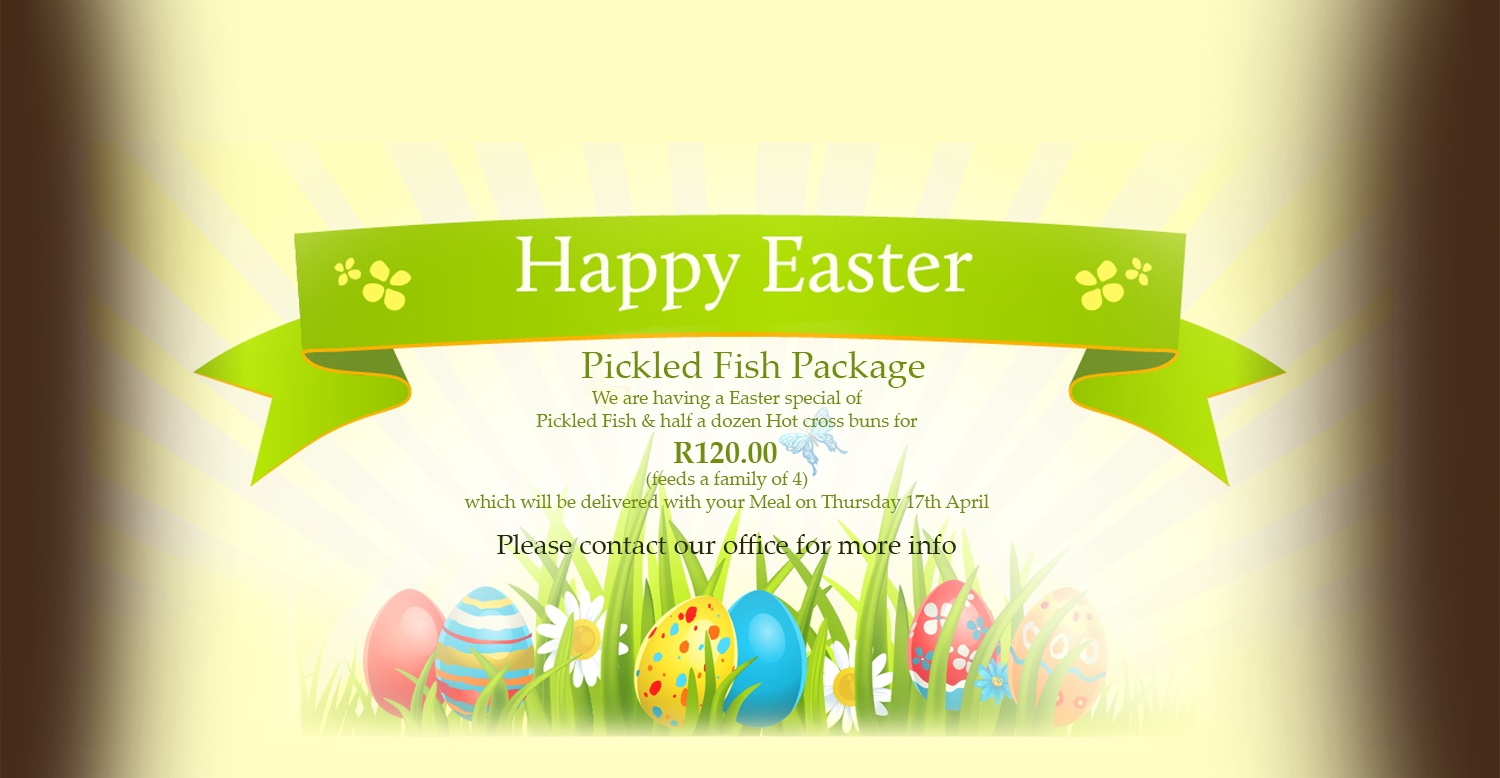 Happy Easter
Pickled Fish Package
We are having a Easter special of
Pickled Fish & half a dozen Hot cross buns for
R120.00
(feeds a family of 4)
which will be delivered with your Meal on Thursday 17th April
Please contact our office for more info